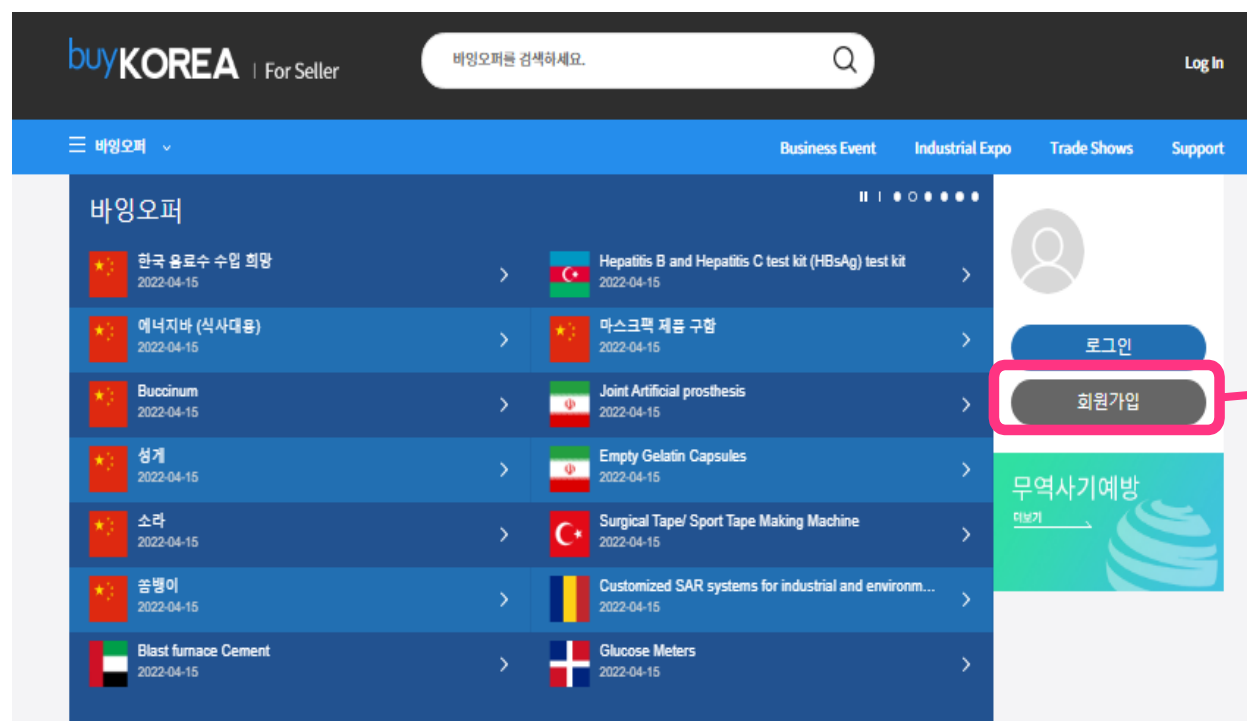 buyKOREA | For Seller
바잉오퍼를 검색하세요.
Log In
바잉오퍼
Business Event
Industrial Expo
Trade Shows
Support
바잉오퍼
한국 음료수 수입 희망
2022-04-15
Hepatitis B and Hepatitis C test kit (HBsAg) test kit
2022-04-15
에너지바 (식사대용)
2022-04-15
마스크팩 제품 구함
2022-04-15
Buccinum
2022-04-15
Joint Artificial prosthesis
2022-04-15
성게
2022-04-15
Empty Gelatin Capsules
2022-04-15
소라
2022-04-15
Surgical Tape/ Sport Tape Making Machine
2022-04-15
쏨뱅이
2022-04-15
Customized SAR systems for industrial and environm...
2022-04-15
Blast furnace Cement
2022-04-15
Glucose Meters
2022-04-15
로그인
회원가입
무역사기예방
더보기